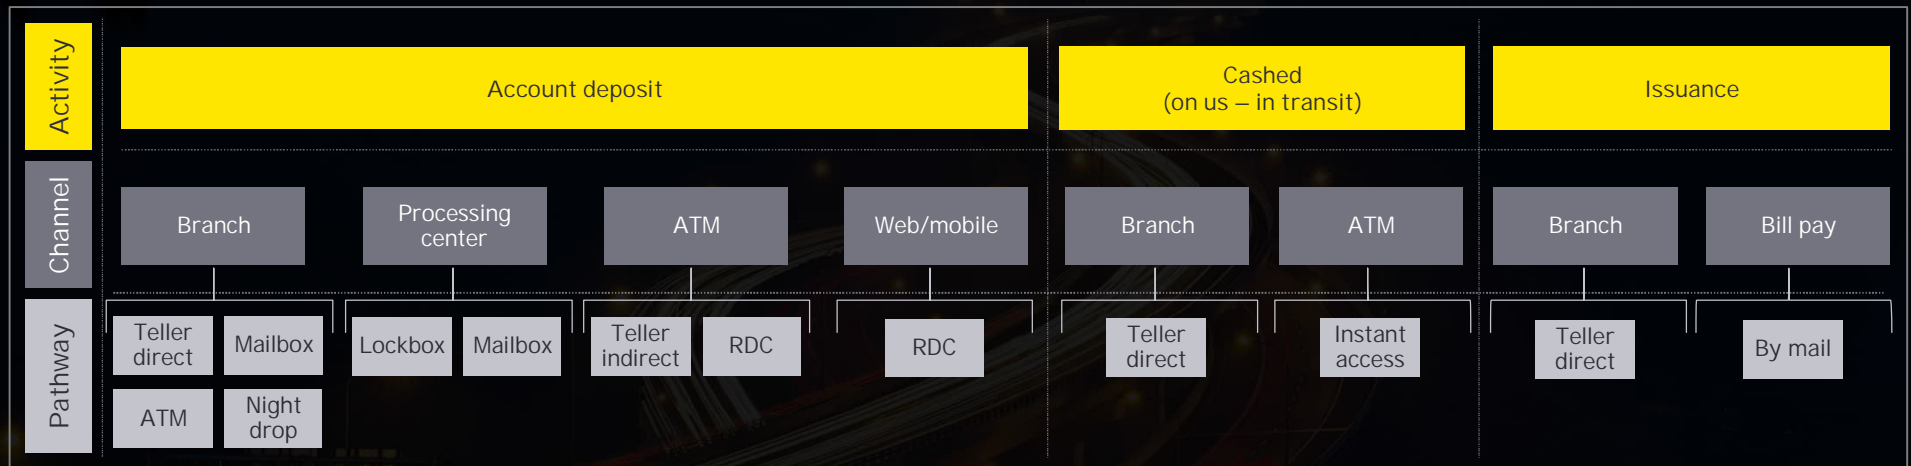 Activity
Account deposit
Cashed
(on us – in transit)
Issuance
Channel
Branch
Processing
center
ATM
Web/mobile
Branch
ATM
Branch
Bill pay
Pathway
Teller
direct
Mailbox
ATM
Night
drop
Lockbox
Mailbox
Teller
indirect
RDC
RDC
Teller
direct
Instant
access
Teller
direct
By mail